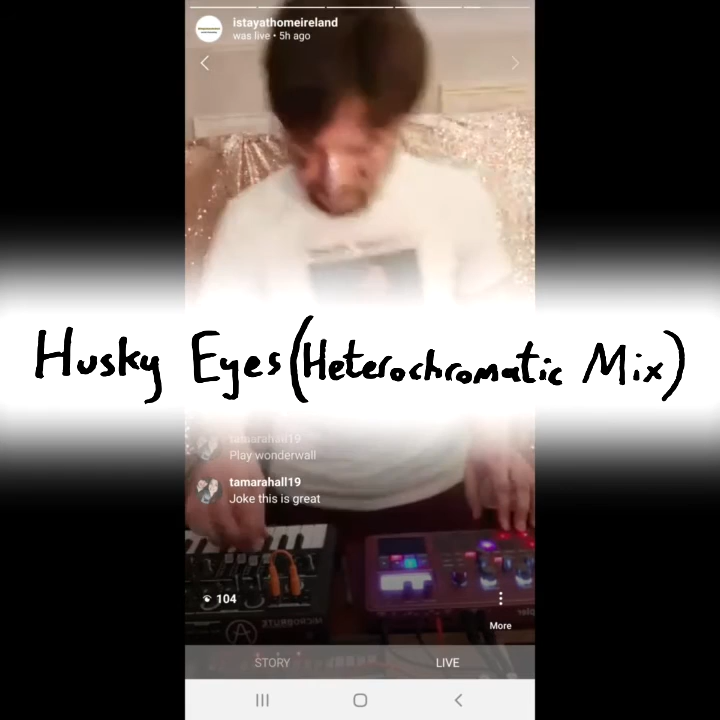 istayathomeireland
was live • 5h ago
Husky Eyes (Heterochromatic Mix)
tamarahall19
Play wonderwall
tamarahall19
Joke this is great
104
MICROBRUTE
More
STORY
LIVE